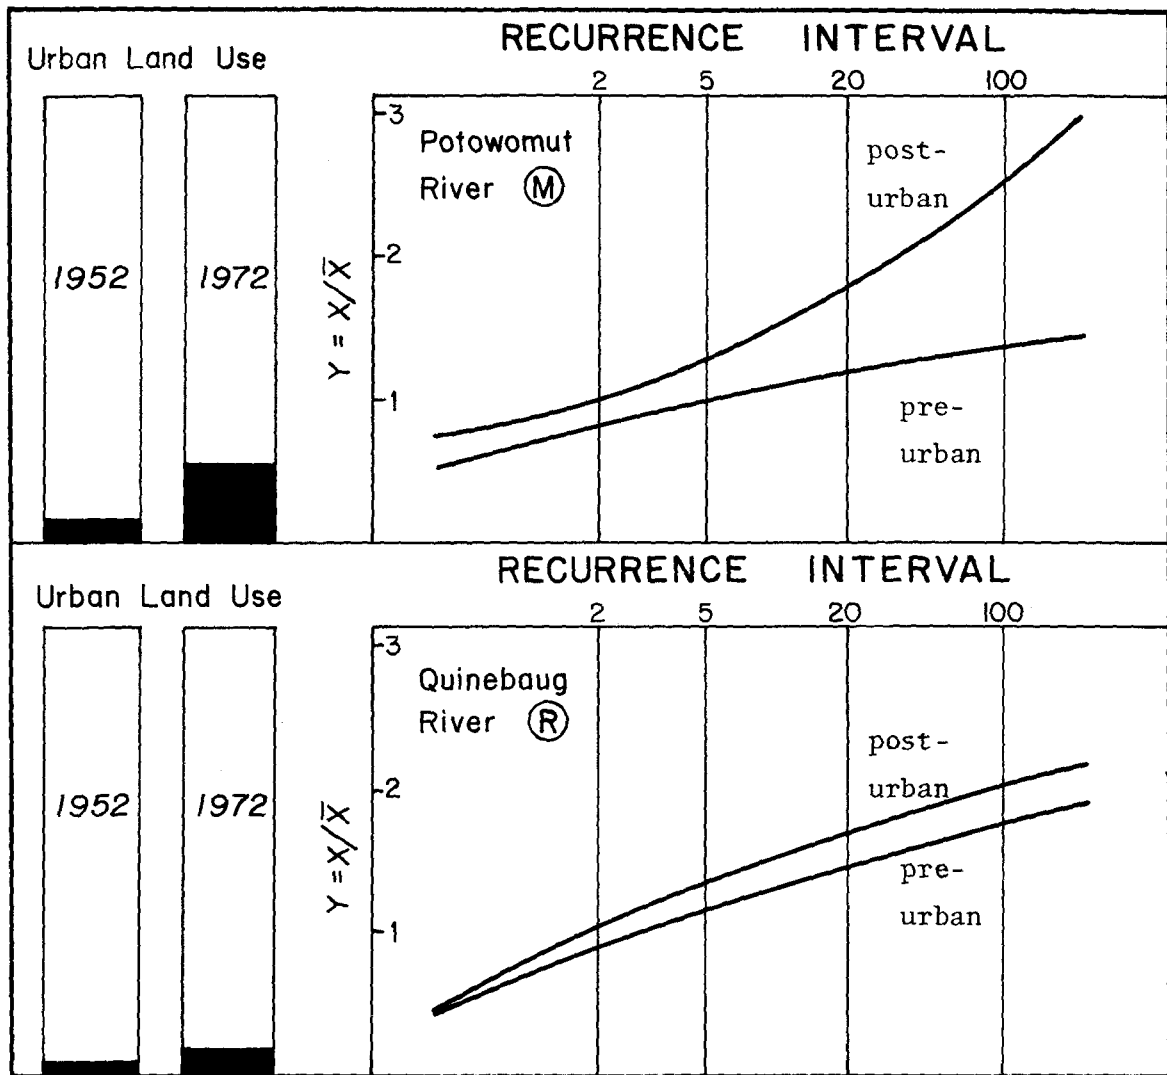 Urban Land Use
1952
1972
RECURRENCE INTERVAL
2 5 20 100
3
2
1
Y = X/X̅
Potowomut
River Ⓜ
post-
urban
pre-
urban
Urban Land Use
1952
1972
RECURRENCE INTERVAL
2 5 20 100
3
2
1
Y = X/X̅
Quinebaug
River Ⓡ
post-
urban
pre-
urban